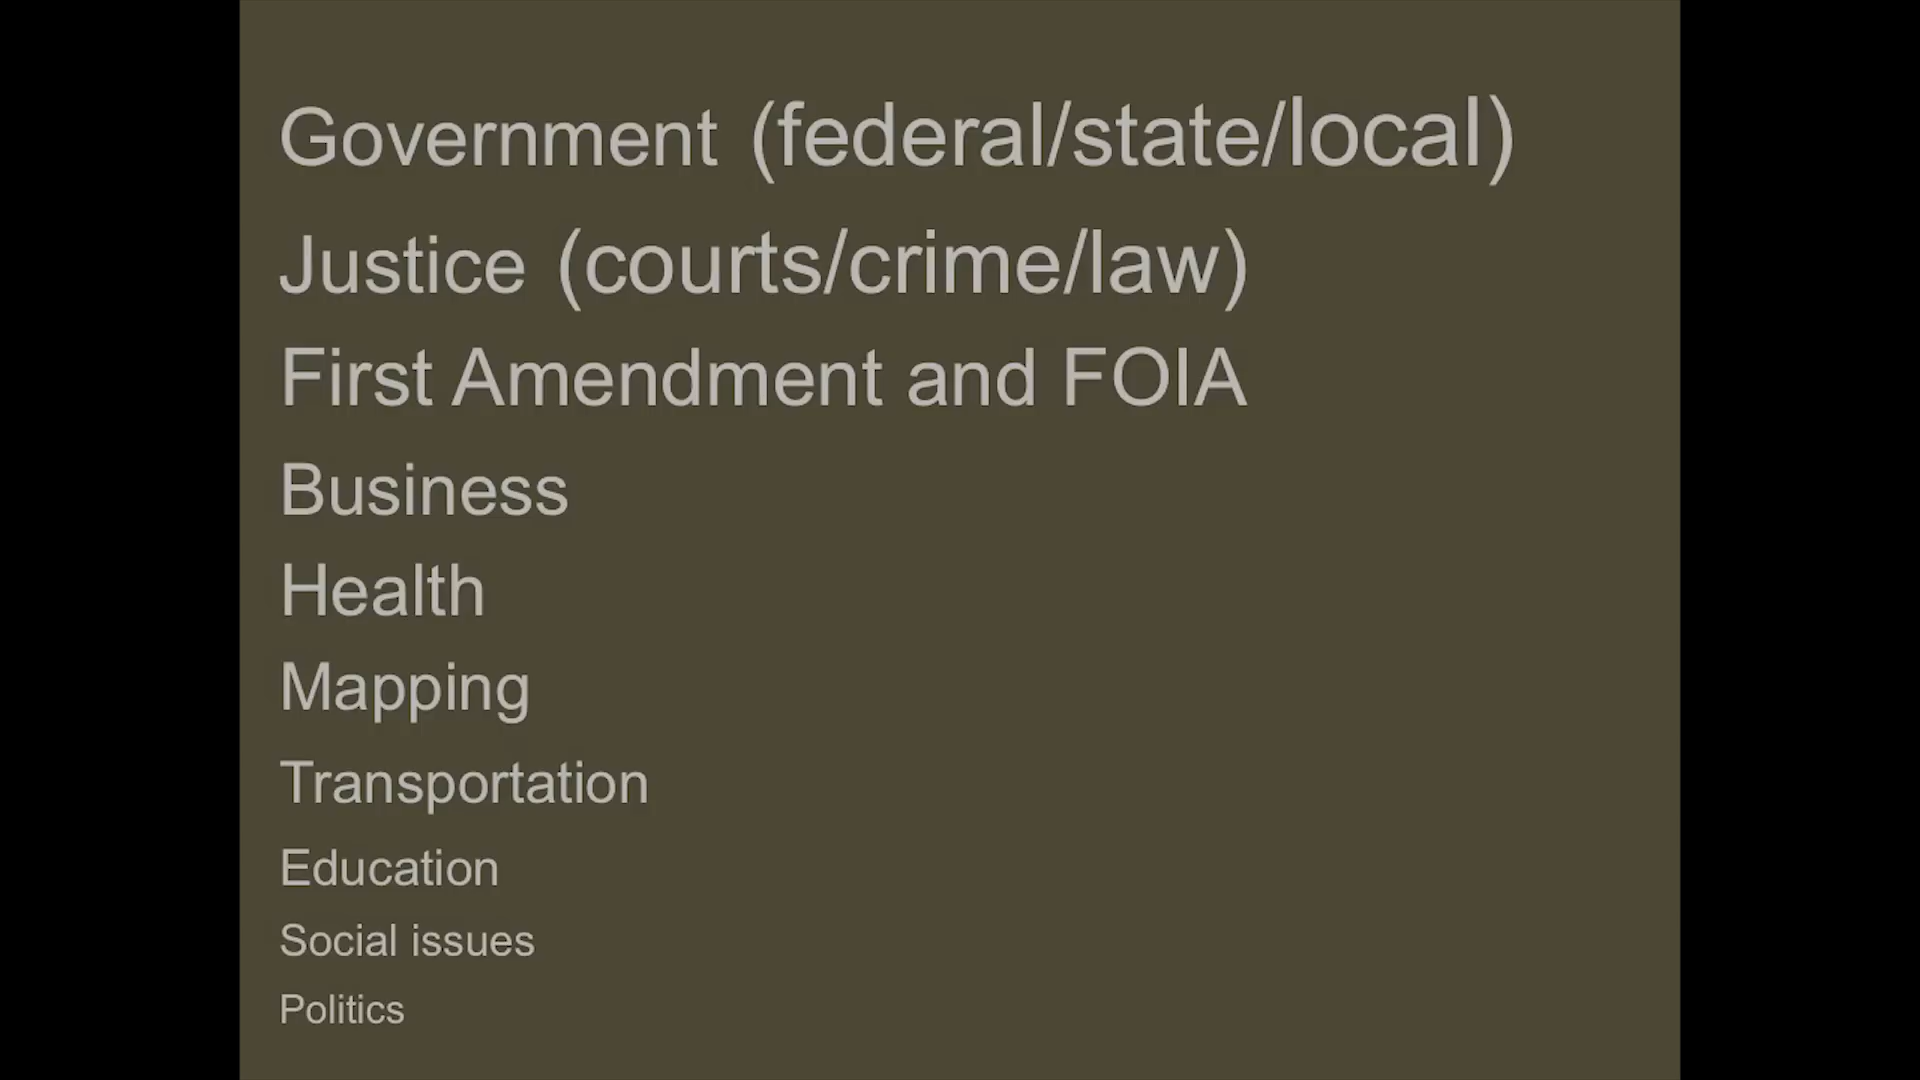 Government (federal/state/local)
Justice (courts/crime/law)
First Amendment and FOIA
Business
Health
Mapping
Transportation
Education
Social issues
Politics